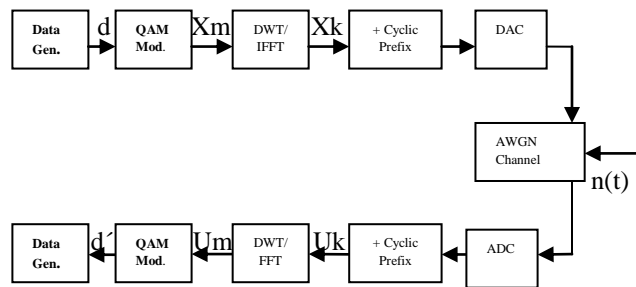 Data
Gen.
d
QAM
Mod.
Xm
DWT/
IFFT
Xk
+ Cyclic
Prefix
DAC
AWGN
Channel
n(t)
Data
Gen.
d´
QAM
Mod.
Um
DWT/
FFT
Uk
+ Cyclic
Prefix
ADC